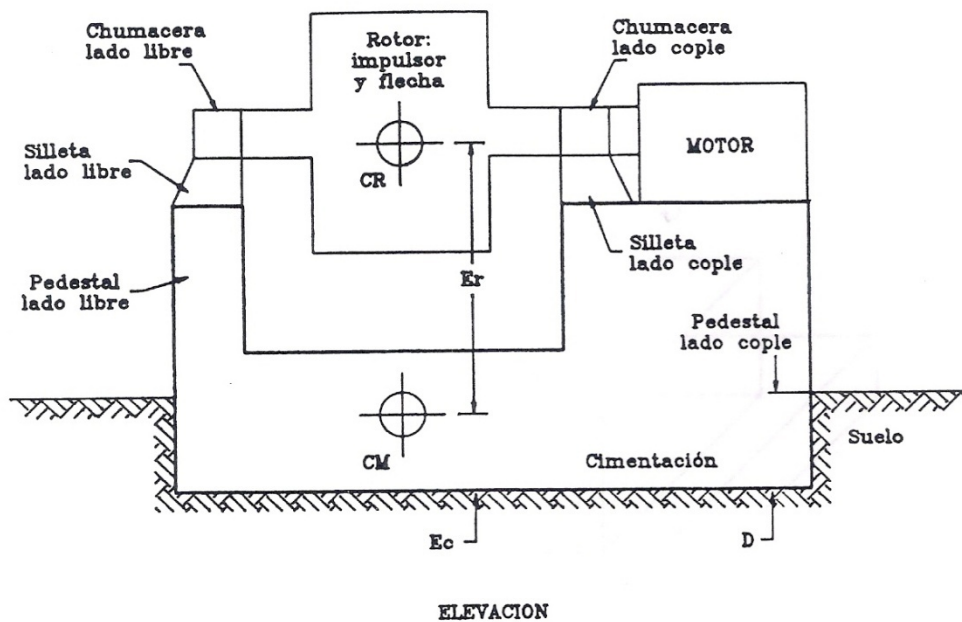 Chumacera
lado libre
Rotor:
impulsor
y flecha
Chumacera
lado cople
Silleta
lado libre
CR
MOTOR
Er
Silleta
lado cople
Pedestal
lado libre
Pedestal
lado cople
Suelo
CM
Cimentación
Ec
D
ELEVACION